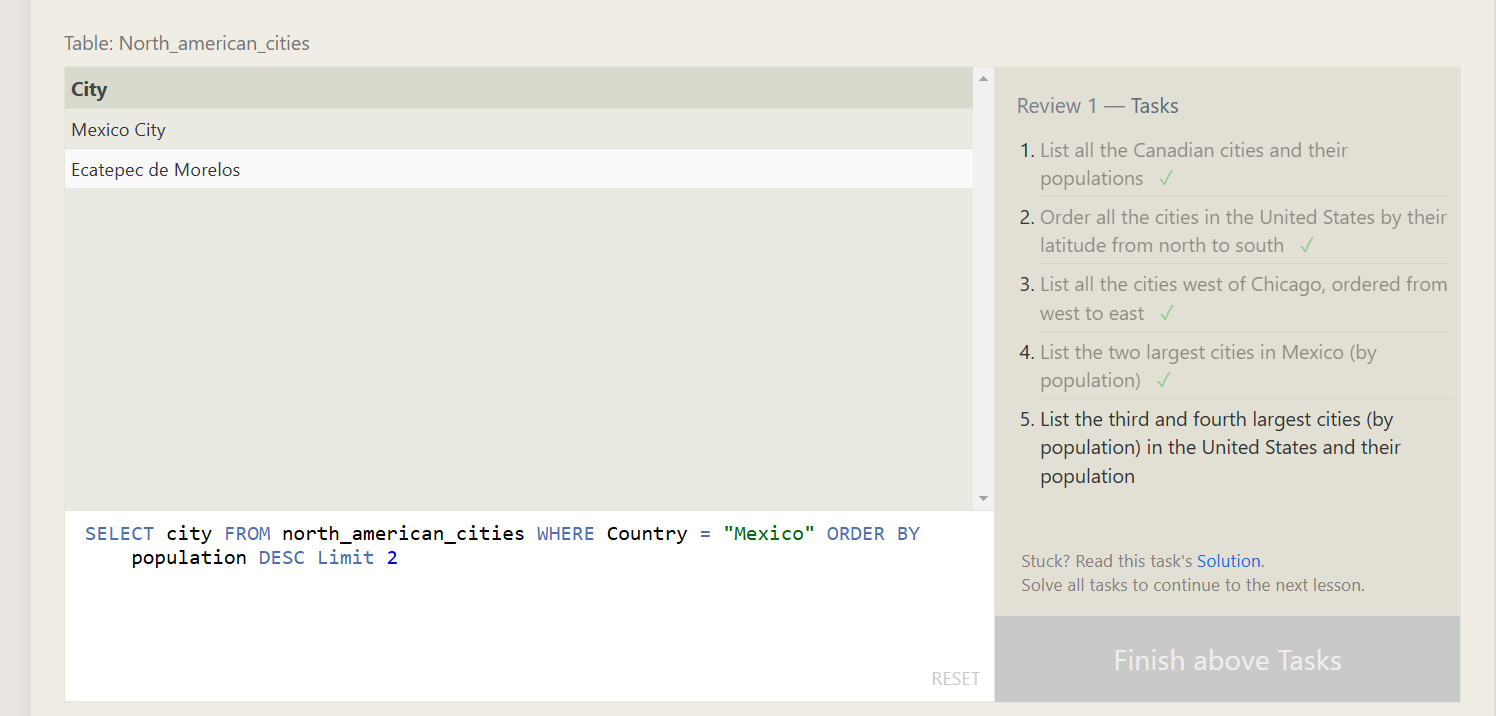 Table: North_american_cities
City
Mexico City
Ecatepec de Morelos
SELECT city FROM north_american_cities WHERE Country = "Mexico" ORDER BY
population DESC Limit 2
RESET
Review 1 — Tasks
1. List all the Canadian cities and their
populations ✓
2. Order all the cities in the United States by their
latitude from north to south ✓
3. List all the cities west of Chicago, ordered from
west to east ✓
4. List the two largest cities in Mexico (by
population) ✓
5. List the third and fourth largest cities (by
population) in the United States and their
population
Stuck? Read this task's Solution.
Solve all tasks to continue to the next lesson.
Finish above Tasks